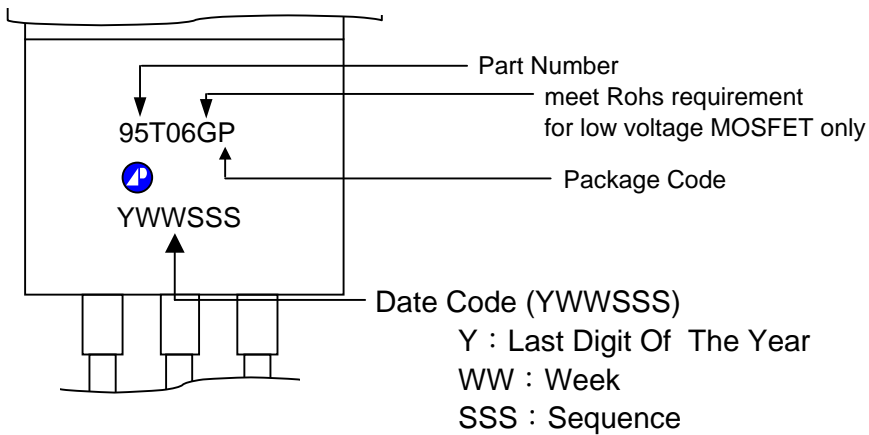 Part Number
meet Rohs requirement
for low voltage MOSFET only
95T06GP
Package Code
YWWSSS
Date Code (YWWSSS)
Y：Last Digit Of The Year
WW：Week
SSS：Sequence